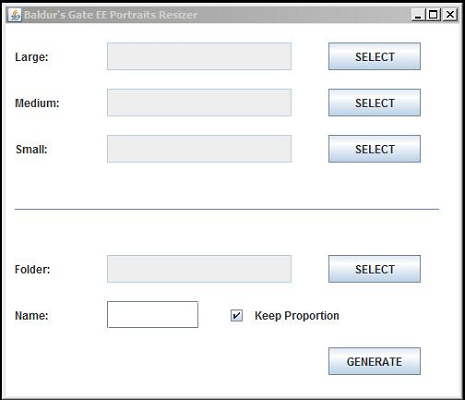 Baldur's Gate EE Portraits Resizer
Large: SELECT
Medium: SELECT
Small: SELECT
Folder: SELECT
Name: Keep Proportion
GENERATE